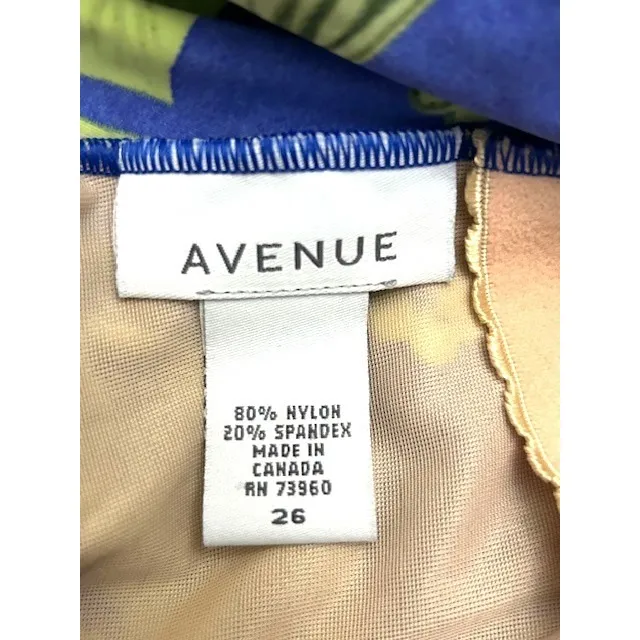 AVENUE
80% NYLON
20% SPANDEX
MADE IN
CANADA
RN 73960
26